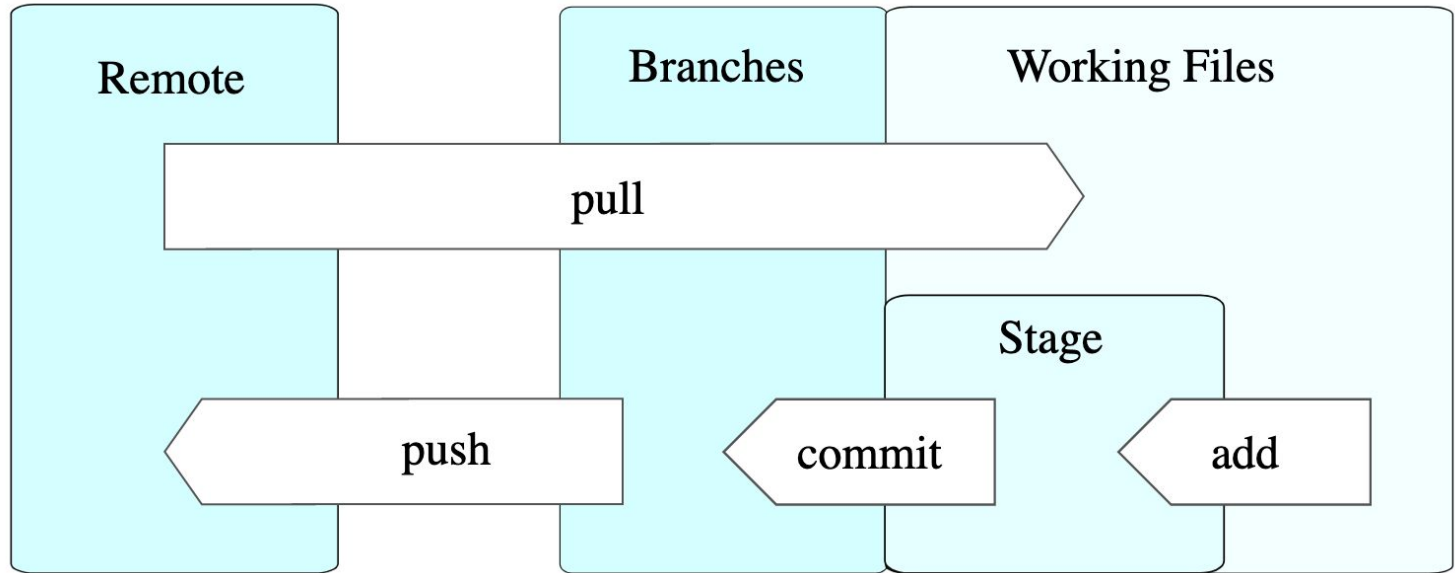 Remote
Branches
Working Files
pull
Stage
push
commit
add